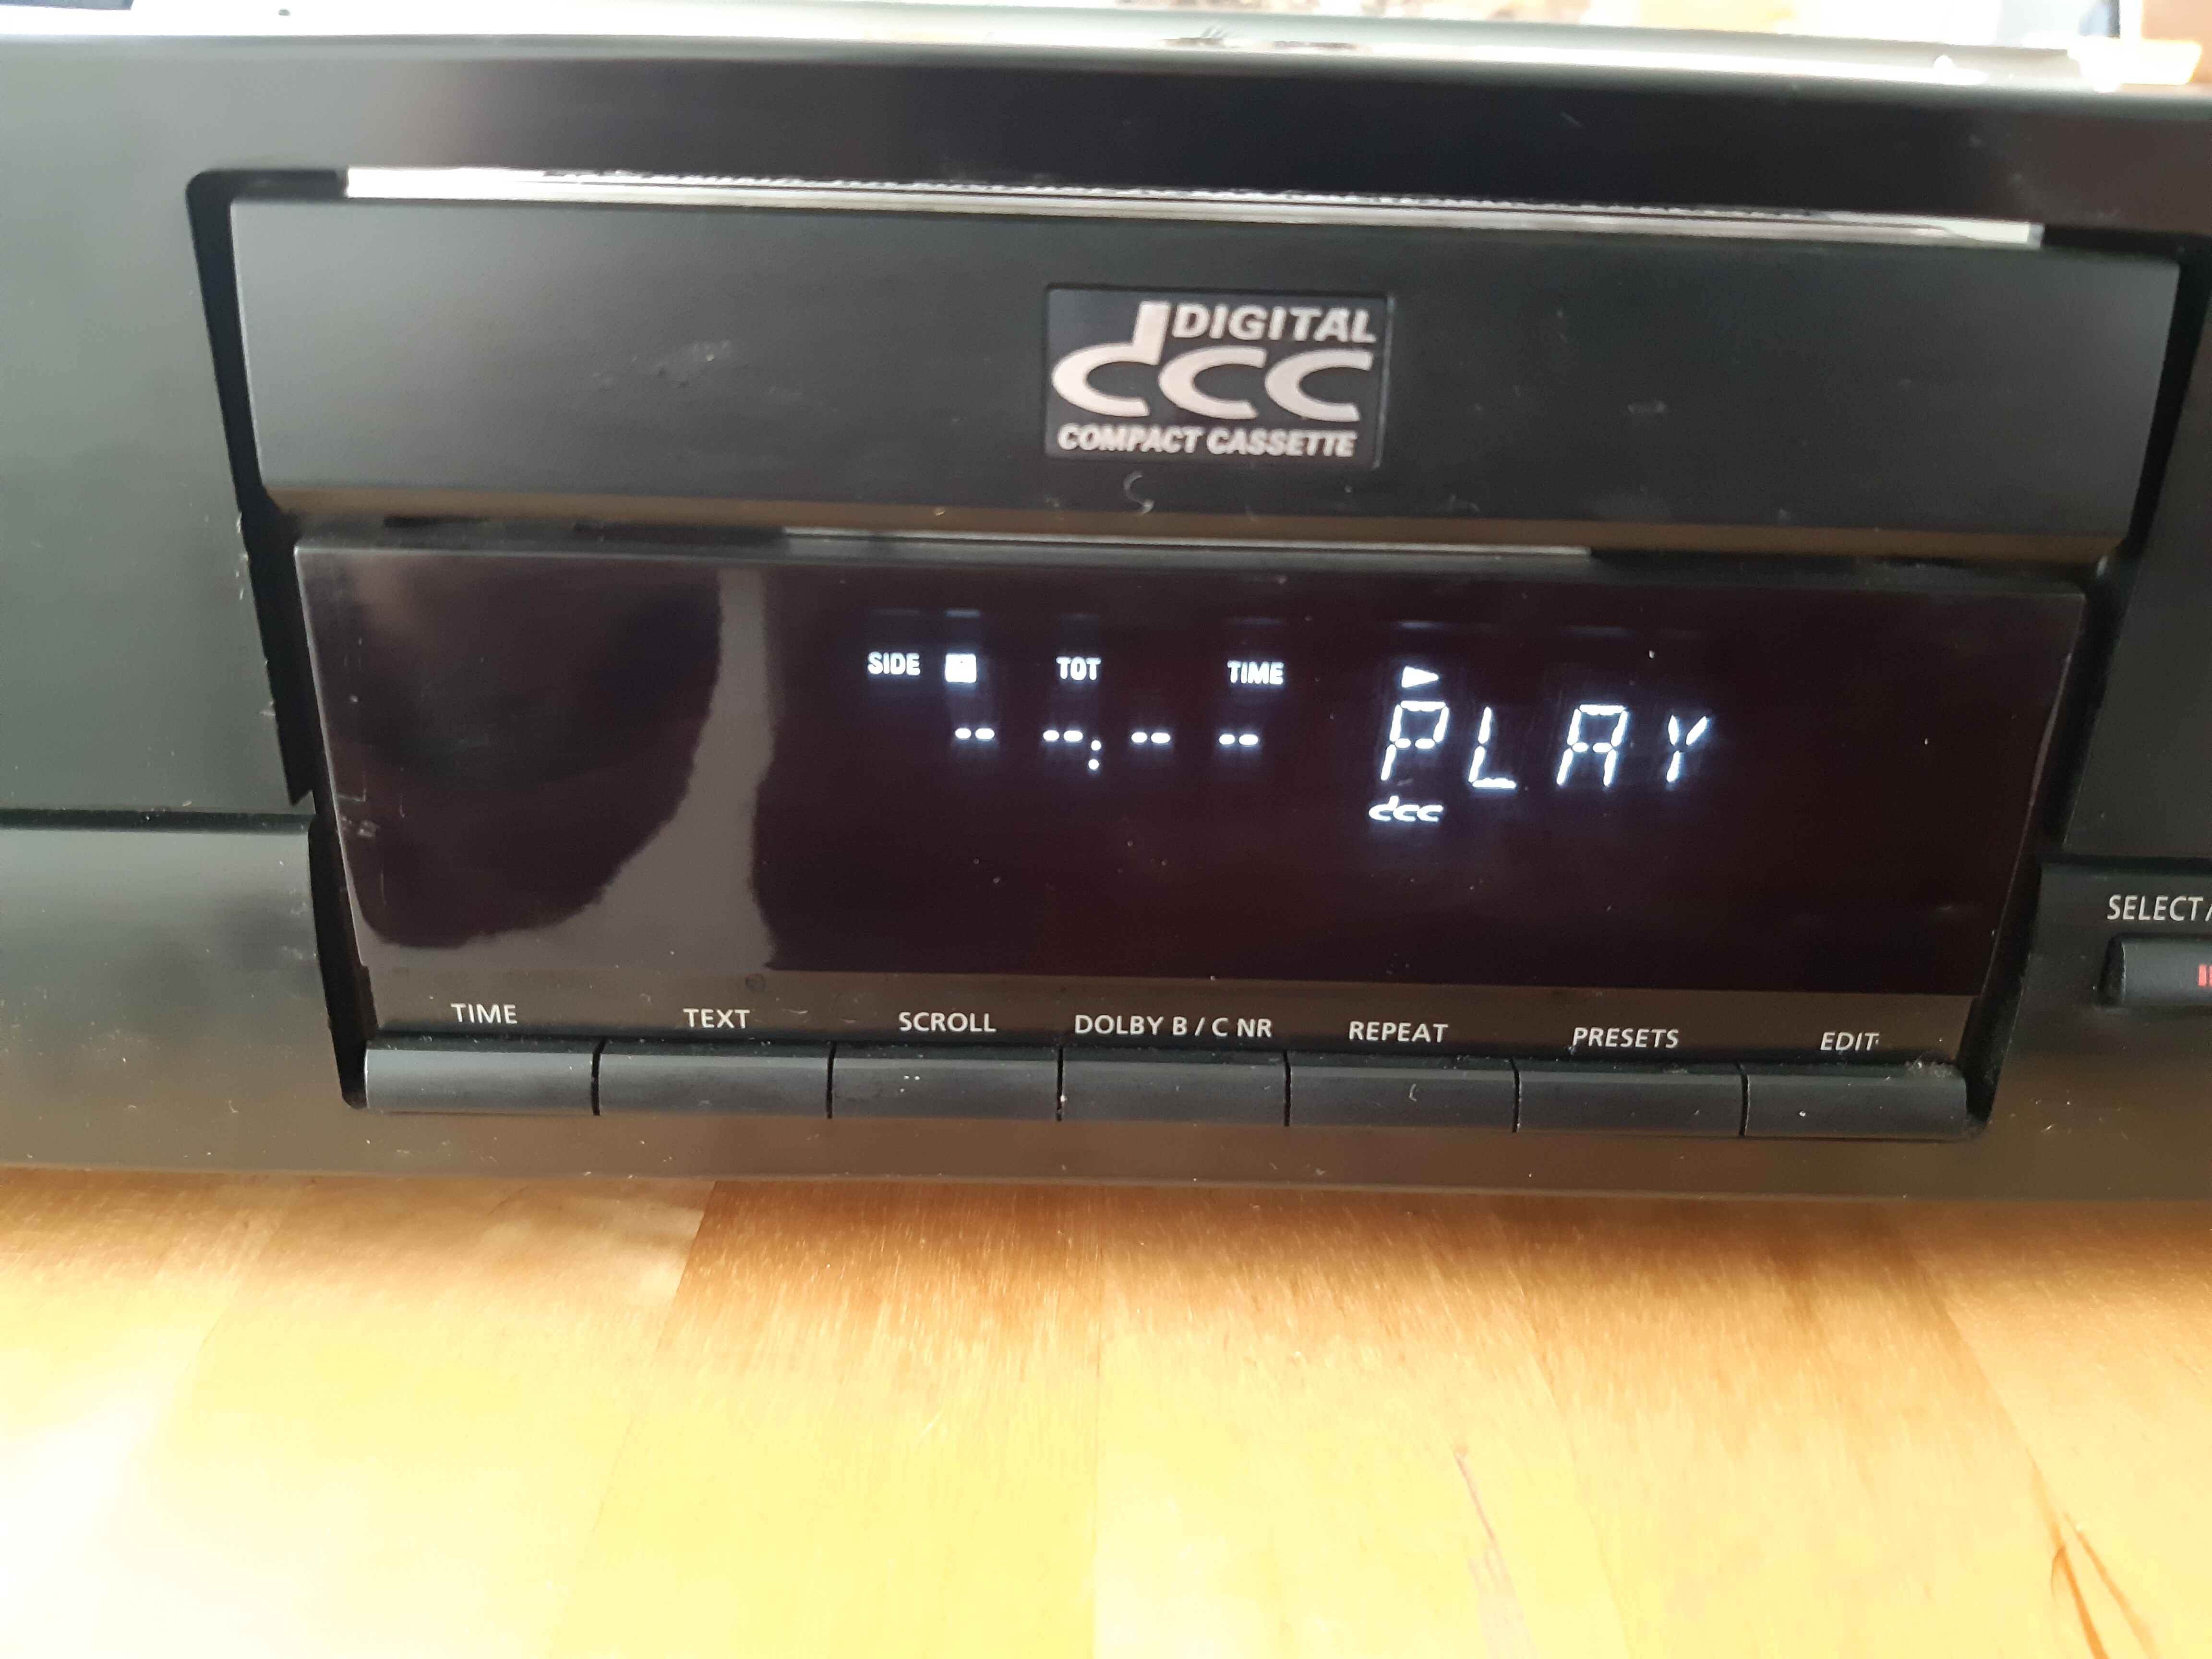 DIGITAL
dcc
COMPACT CASSETTE
SIDE TOT TIME
-- --:-- -- PLAY
dcc
SELECT/
TIME TEXT SCROLL DOLBY B / C NR REPEAT PRESETS EDIT